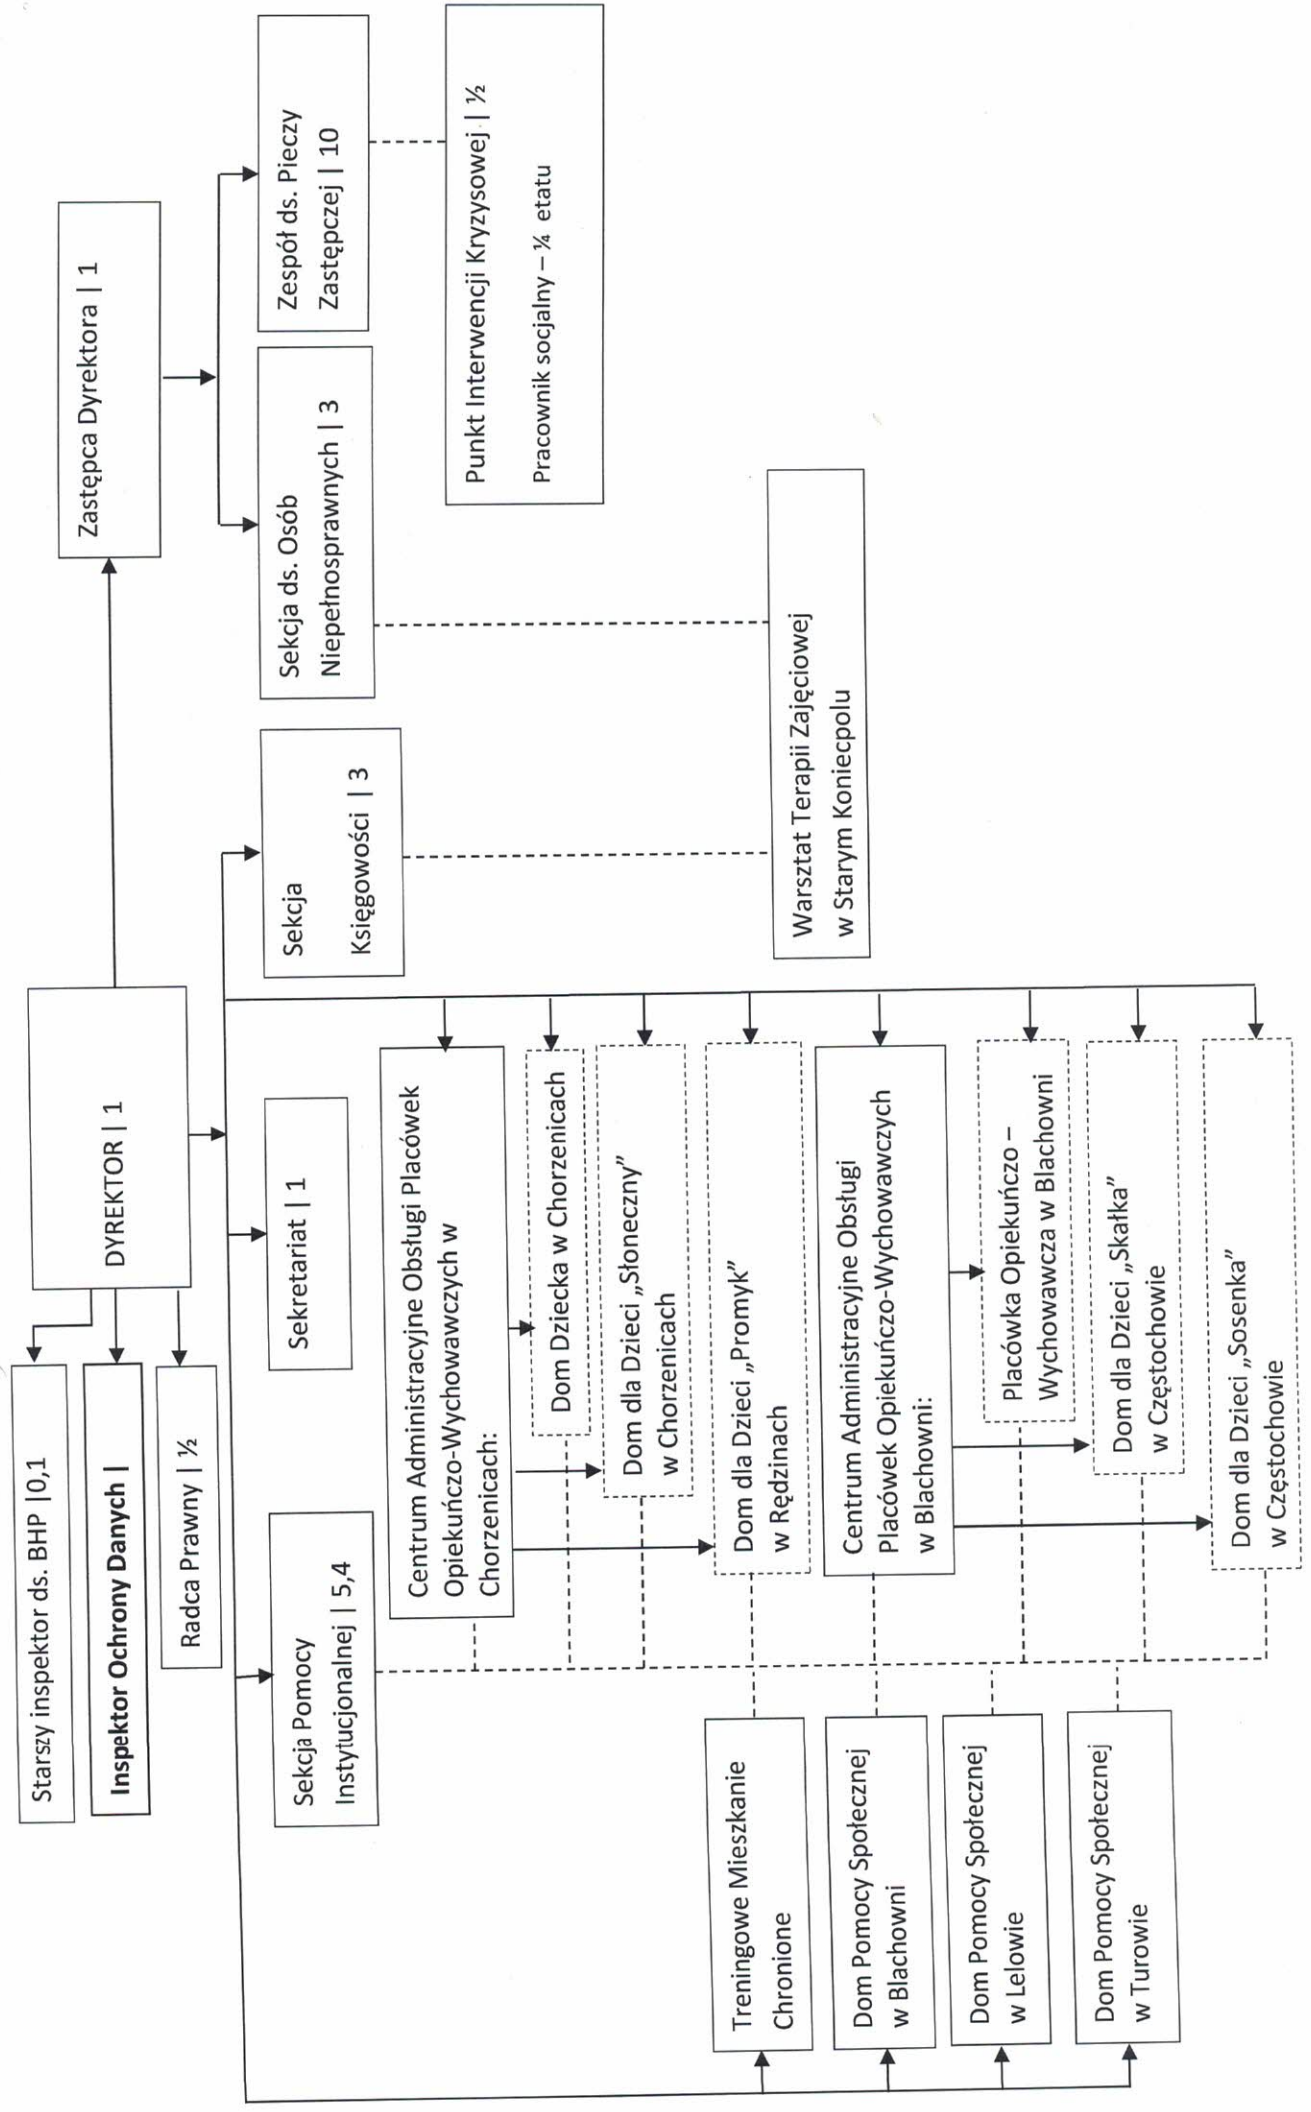 Starszy inspektor ds. BHP |0,1
Inspektor Ochrony Danych |
Radca Prawny | ½
DYREKTOR | 1
Zastępca Dyrektora | 1
Sekcja Pomocy
Instytucjonalnej | 5,4
Sekretariat | 1
Sekcja
Księgowości | 3
Sekcja ds. Osób
Niepełnosprawnych | 3
Zespół ds. Pieczy
Zastępczej | 10
Punkt Interwencji Kryzysowej | ½
Pracownik socjalny – ¼ etatu
Centrum Administracyjne Obsługi Placówek
Opiekuńczo-Wychowawczych w
Chorzenicach:
Dom Dziecka w Chorzenicach
Dom dla Dzieci „Słoneczny”
w Chorzenicach
Dom dla Dzieci „Promyk”
w Rędzinach
Centrum Administracyjne Obsługi
Placówek Opiekuńczo-Wychowawczych
w Blachowni:
Placówka Opiekuńczo –
Wychowawcza w Blachowni
Dom dla Dzieci „Skałka”
w Częstochowie
Dom dla Dzieci „Sosenka”
w Częstochowie
Warsztat Terapii Zajęciowej
w Starym Koniecpolu
Treningowe Mieszkanie
Chronione
Dom Pomocy Społecznej
w Blachowni
Dom Pomocy Społecznej
w Lelowie
Dom Pomocy Społecznej
w Turowie